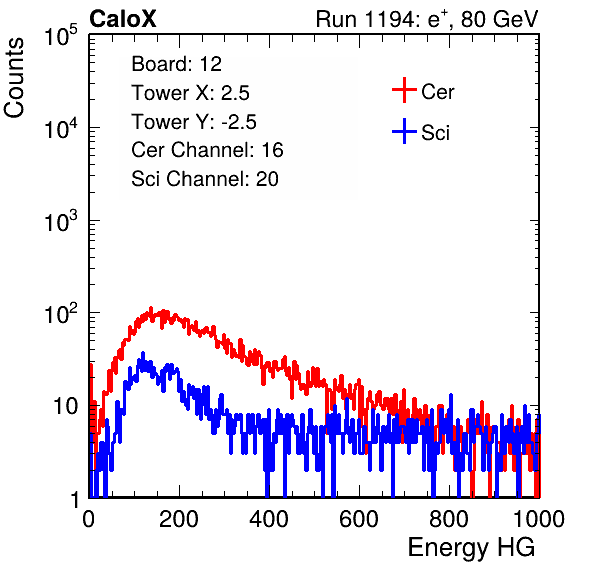 CaloX Run 1194: e⁺, 80 GeV
Counts
10⁵
10⁴
10³
10²
10
1
Board: 12
Tower X: 2.5
Tower Y: -2.5
Cer Channel: 16
Sci Channel: 20
Cer
Sci
0 200 400 600 800 1000
Energy HG